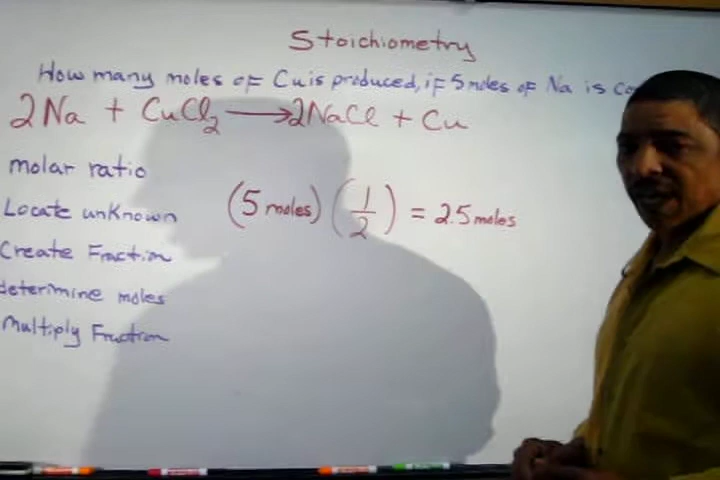 Stoichiometry
How many moles of Cu is produced, if 5 moles of Na is
2Na + CuCl2 → 2NaCl + Cu
molar ratio
Locate unknown
Create Fraction
determine moles
Multiply Fraction
(5 moles) (1/2) = 2.5 moles